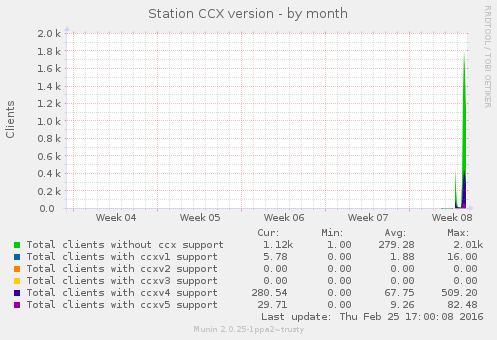 Station CCX version - by month
RRDTOOL / TOBI OETIKER
Clients
2.0 k
1.8 k
1.6 k
1.4 k
1.2 k
1.0 k
0.8 k
0.6 k
0.4 k
0.2 k
0.0
Week 04 Week 05 Week 06 Week 07 Week 08
Cur: Min: Avg: Max:
Total clients without ccx support 1.12k 1.00 279.28 2.01k
Total clients with ccxv1 support 5.78 0.00 1.88 16.00
Total clients with ccxv2 support 0.00 0.00 0.00 0.00
Total clients with ccxv3 support 0.00 0.00 0.00 0.00
Total clients with ccxv4 support 280.54 0.00 67.75 509.20
Total clients with ccxv5 support 29.71 0.00 9.26 82.48
Last update: Thu Feb 25 17:00:08 2016
Munin 2.0.25-1ppa2~trusty